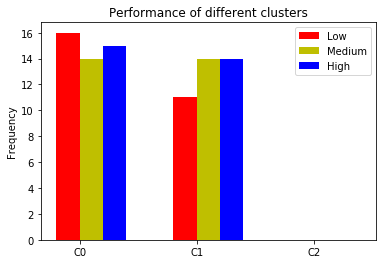 Performance of different clusters
Low
Medium
High
Frequency
16
14
12
10
8
6
4
2
0
C0
C1
C2